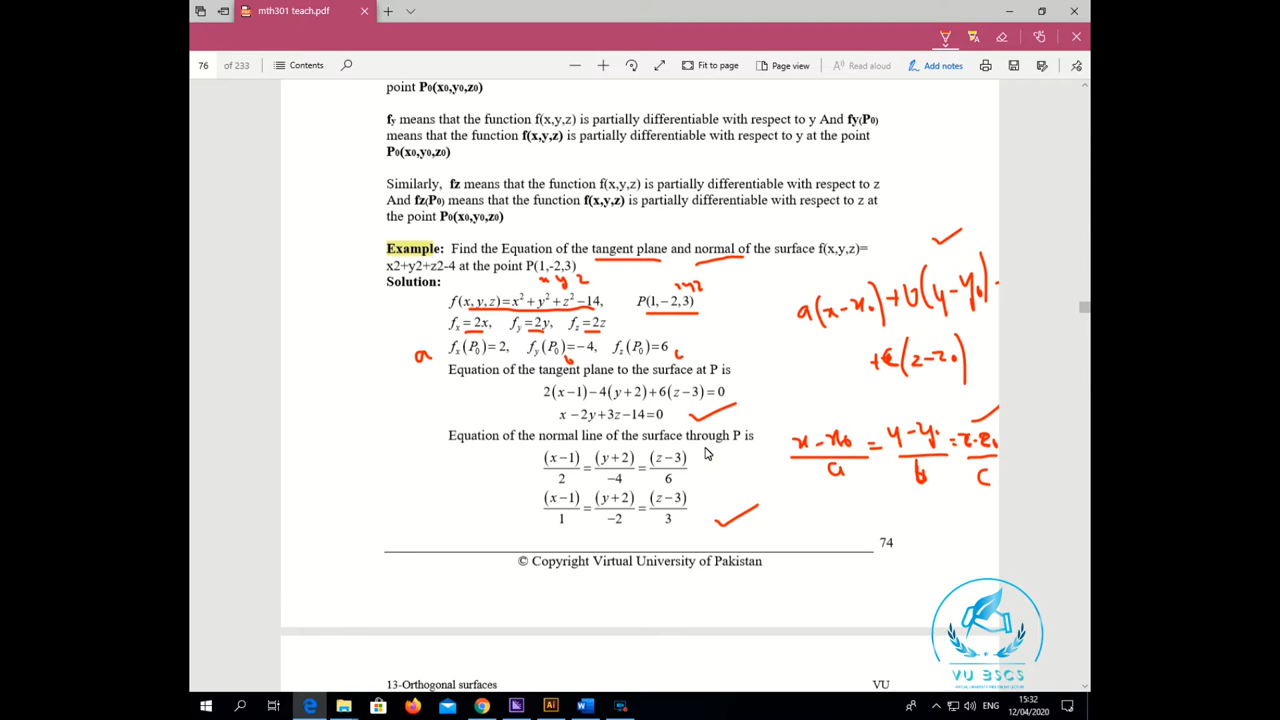 mth301 teach.pdf
76 of 233 Contents Fit to page Page view Read aloud Add notes
point P0(x0,y0,z0)
fy means that the function f(x,y,z) is partially differentiable with respect to y And fy(P0)
means that the function f(x,y,z) is partially differentiable with respect to y at the point
P0(x0,y0,z0)
Similarly, fz means that the function f(x,y,z) is partially differentiable with respect to z
And fz(P0) means that the function f(x,y,z) is partially differentiable with respect to z at
the point P0(x0,y0,z0)
Example: Find the Equation of the tangent plane and normal of the surface f(x,y,z)=
x2+y2+z2-4 at the point P(1,-2,3)
Solution:
x y z xyz
f(x, y, z) = x² + y² + z² −14, P(1, − 2,3)
fx = 2x, fy = 2y, fz = 2z
a(x-x0)+b(y-y0)
fx(P0) = 2, fy(P0) = −4, fz(P0) = 6
a b c
+c(z-z0)
Equation of the tangent plane to the surface at P is
2(x−1)−4(y+2)+6(z−3)=0
x−2y+3z−14=0
Equation of the normal line of the surface through P is
(x−1)/2 = (y+2)/−4 = (z−3)/6
x-x0/a = y-y0/b = z-z0/c
(x−1)/1 = (y+2)/−2 = (z−3)/3
74
© Copyright Virtual University of Pakistan
VU BSCS
13-Orthogonal surfaces VU
ENG 15:32
12/04/2020